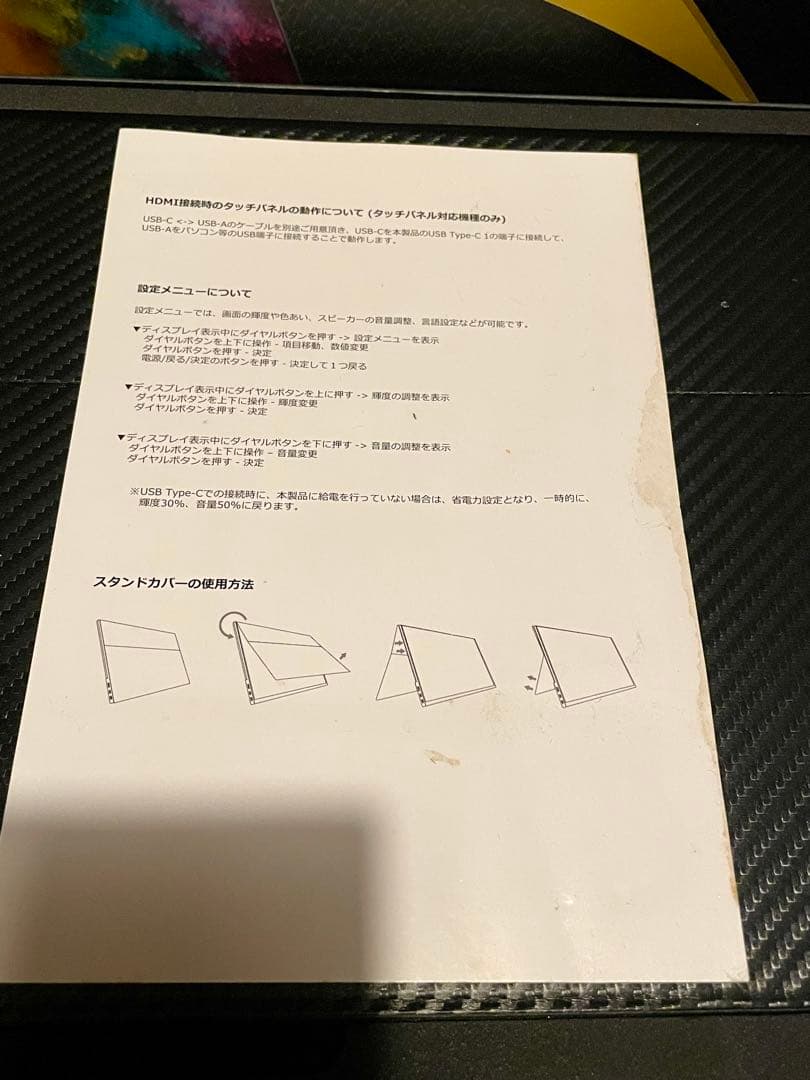 HDMI接続時のタッチパネルの動作について (タッチパネル対応機種のみ)
USB-C <-> USB-Aのケーブルを別途ご用意頂き、USB-Cを本製品のUSB Type-C 1の端子に接続して、
USB-Aをパソコン等のUSB端子に接続することで動作します。
設定メニューについて
設定メニューでは、画面の輝度や色あい、スピーカーの音量調整、言語設定などが可能です。
▼ディスプレイ表示中にダイヤルボタンを押す -> 設定メニューを表示
ダイヤルボタンを上下に操作 - 項目移動、数値変更
ダイヤルボタンを押す - 決定
電源/戻る/決定のボタンを押す - 決定して１つ戻る
▼ディスプレイ表示中にダイヤルボタンを上に押す -> 輝度の調整を表示
ダイヤルボタンを上下に操作 - 輝度変更
ダイヤルボタンを押す - 決定
▼ディスプレイ表示中にダイヤルボタンを下に押す -> 音量の調整を表示
ダイヤルボタンを上下に操作 – 音量変更
ダイヤルボタンを押す - 決定
※USB Type-Cでの接続時に、本製品に給電を行っていない場合は、省電力設定となり、一時的に、
輝度30%、音量50%に戻ります。
スタンドカバーの使用方法